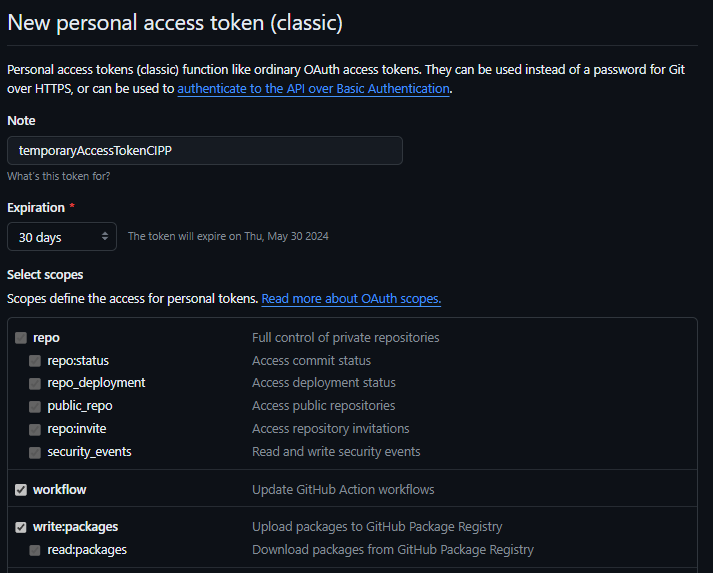 New personal access token (classic)
Personal access tokens (classic) function like ordinary OAuth access tokens. They can be used instead of a password for Git
over HTTPS, or can be used to authenticate to the API over Basic Authentication.
Note
temporaryAccessTokenCIPP
What's this token for?
Expiration *
30 days The token will expire on Thu, May 30 2024
Select scopes
Scopes define the access for personal tokens. Read more about OAuth scopes.
repo Full control of private repositories
repo:status Access commit status
repo_deployment Access deployment status
public_repo Access public repositories
repo:invite Access repository invitations
security_events Read and write security events
workflow Update GitHub Action workflows
write:packages Upload packages to GitHub Package Registry
read:packages Download packages from GitHub Package Registry